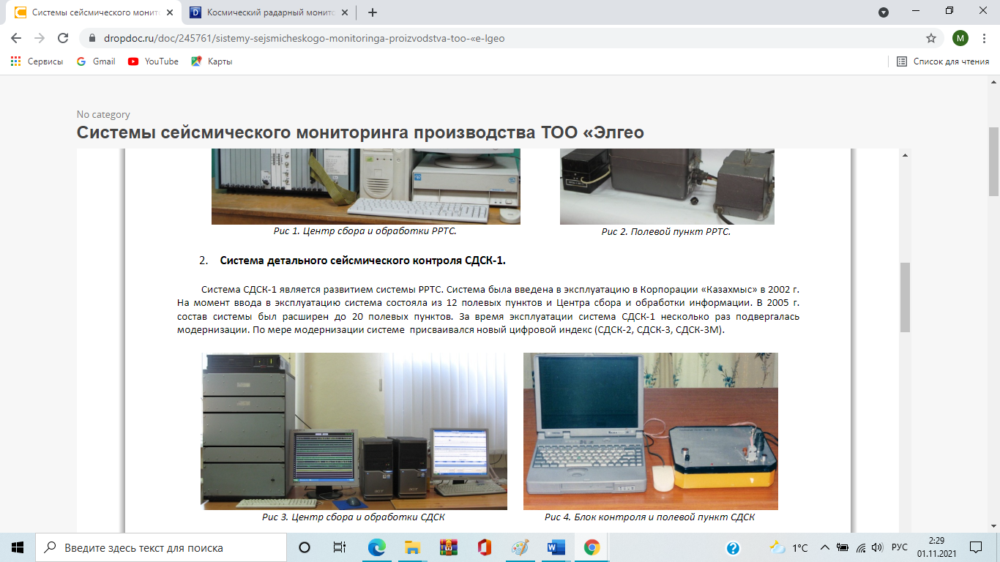 Системы сейсмического монит
Космический радарный монито
dropdoc.ru/doc/245761/sistemy-sejsmicheskogo-monitoringa-proizvodstva-too-«e-lgeo
M
Сервисы
Gmail
YouTube
Карты
Список для чтения
No category
Системы сейсмического мониторинга производства ТОО «Элгео
Рис 1. Центр сбора и обработки РРТС.
Рис 2. Полевой пункт РРТС.
2. Система детального сейсмического контроля СДСК-1.
Система СДСК-1 является развитием системы РРТС. Система была введена в эксплуатацию в Корпорации «Казахмыс» в 2002 г.
На момент ввода в эксплуатацию система состояла из 12 полевых пунктов и Центра сбора и обработки информации. В 2005 г.
состав системы был расширен до 20 полевых пунктов. За время эксплуатации система СДСК-1 несколько раз подвергалась
модернизации. По мере модернизации системе присваивался новый цифровой индекс (СДСК-2, СДСК-3, СДСК-3М).
acer
acer
Рис 3. Центр сбора и обработки СДСК
Рис 4. Блок контроля и полевой пункт СДСК
Введите здесь текст для поиска
1°C
РУС
2:29
01.11.2021